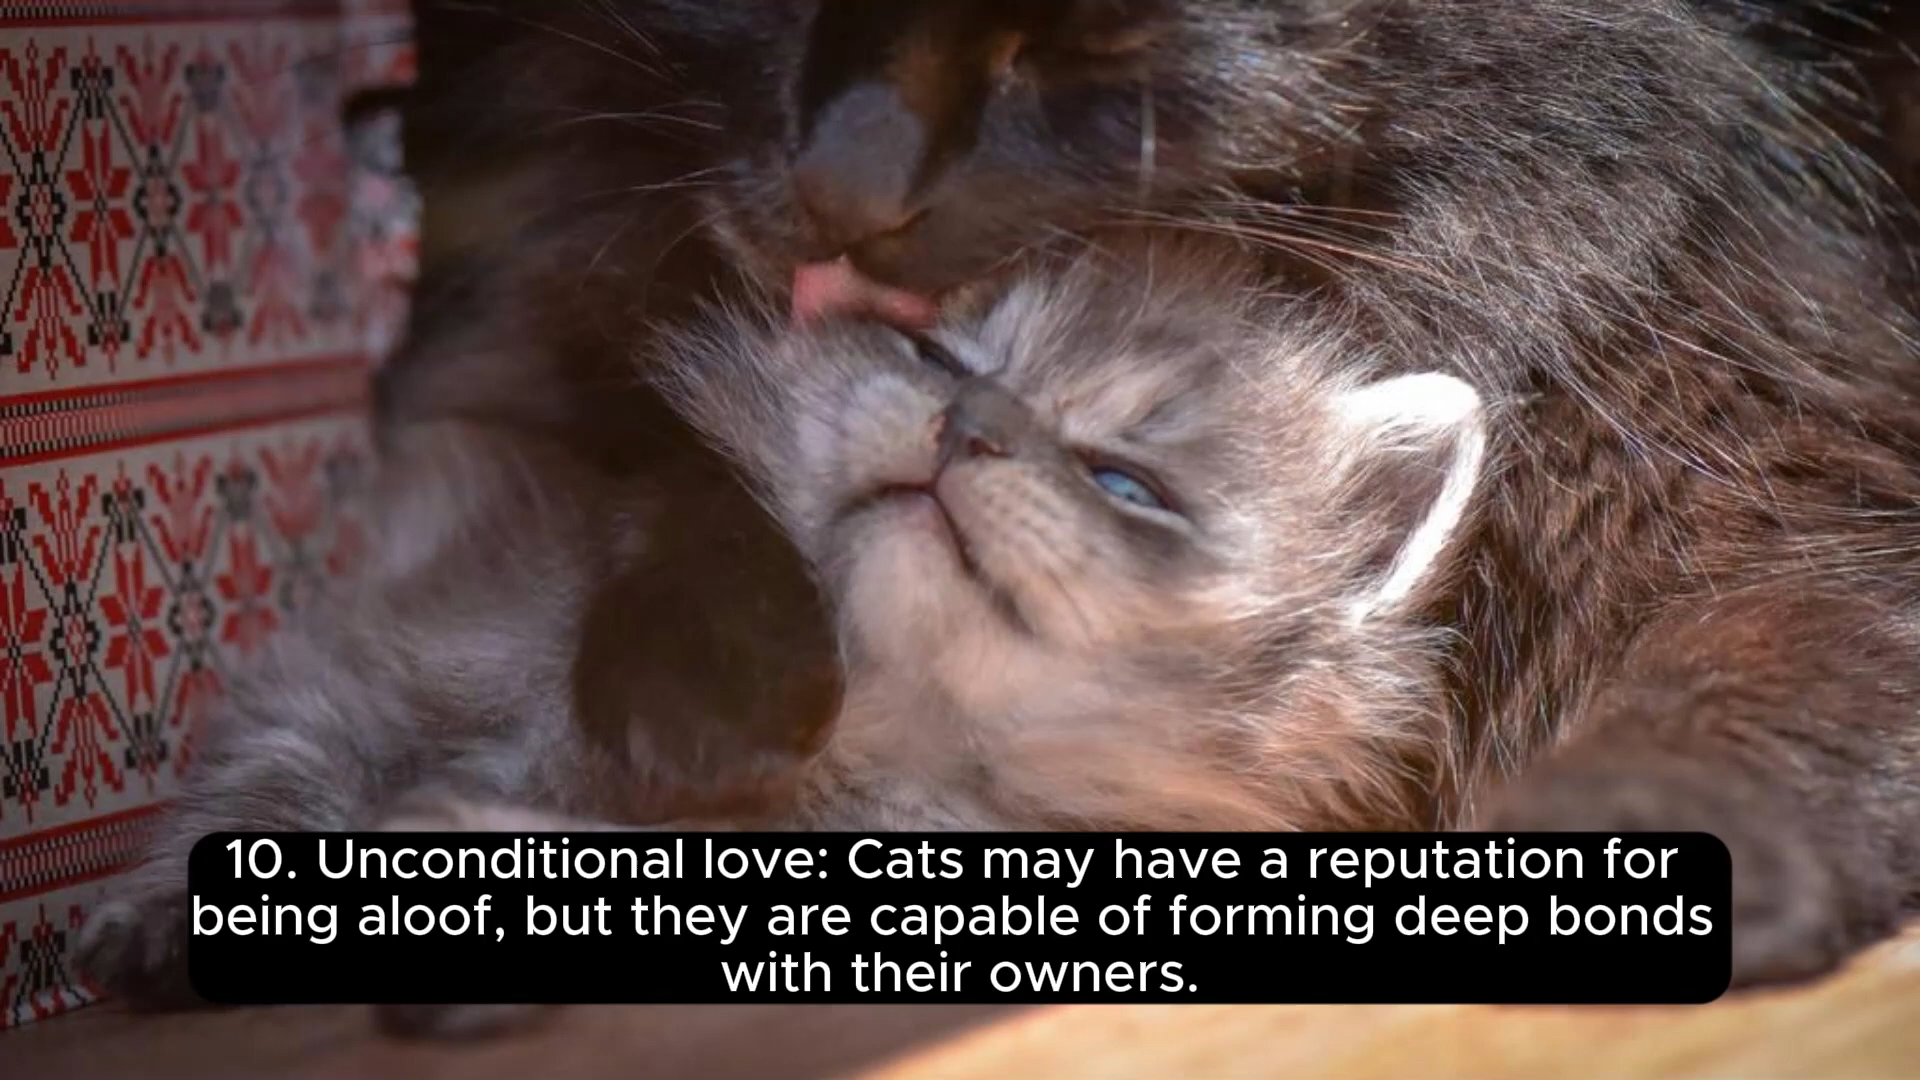 10. Unconditional love: Cats may have a reputation for
being aloof, but they are capable of forming deep bonds
with their owners.